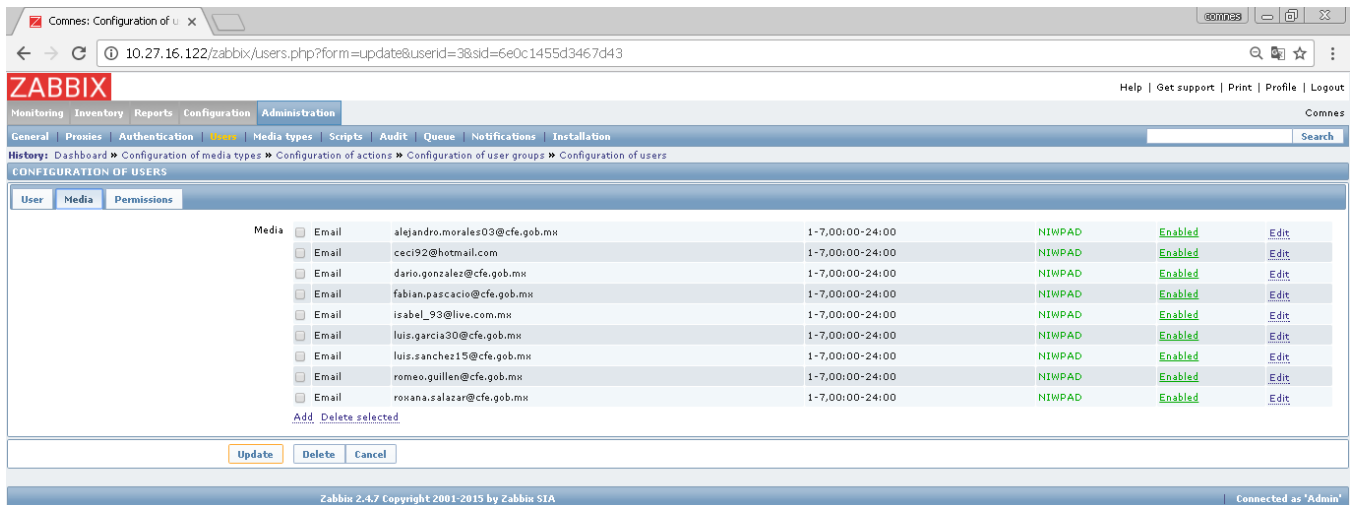 Comnes: Configuration of u
comnes
10.27.16.122/zabbix/users.php?form=update&userid=3&sid=6e0c1455d3467d43
ZABBIX
Help | Get support | Print | Profile | Logout
Monitoring Inventory Reports Configuration Administration Comnes
General | Proxies | Authentication | Users | Media types | Scripts | Audit | Queue | Notifications | Installation Search
History: Dashboard » Configuration of media types » Configuration of actions » Configuration of user groups » Configuration of users
CONFIGURATION OF USERS
User Media Permissions
Media Email alejandro.morales03@cfe.gob.mx 1-7,00:00-24:00 NIWPAD Enabled Edit
Email ceci92@hotmail.com 1-7,00:00-24:00 NIWPAD Enabled Edit
Email dario.gonzalez@cfe.gob.mx 1-7,00:00-24:00 NIWPAD Enabled Edit
Email fabian.pascacio@cfe.gob.mx 1-7,00:00-24:00 NIWPAD Enabled Edit
Email isabel_93@live.com.mx 1-7,00:00-24:00 NIWPAD Enabled Edit
Email luis.garcia30@cfe.gob.mx 1-7,00:00-24:00 NIWPAD Enabled Edit
Email luis.sanchez15@cfe.gob.mx 1-7,00:00-24:00 NIWPAD Enabled Edit
Email romeo.guillen@cfe.gob.mx 1-7,00:00-24:00 NIWPAD Enabled Edit
Email roxana.salazar@cfe.gob.mx 1-7,00:00-24:00 NIWPAD Enabled Edit
Add Delete selected
Update Delete Cancel
Zabbix 2.4.7 Copyright 2001-2015 by Zabbix SIA | Connected as 'Admin'